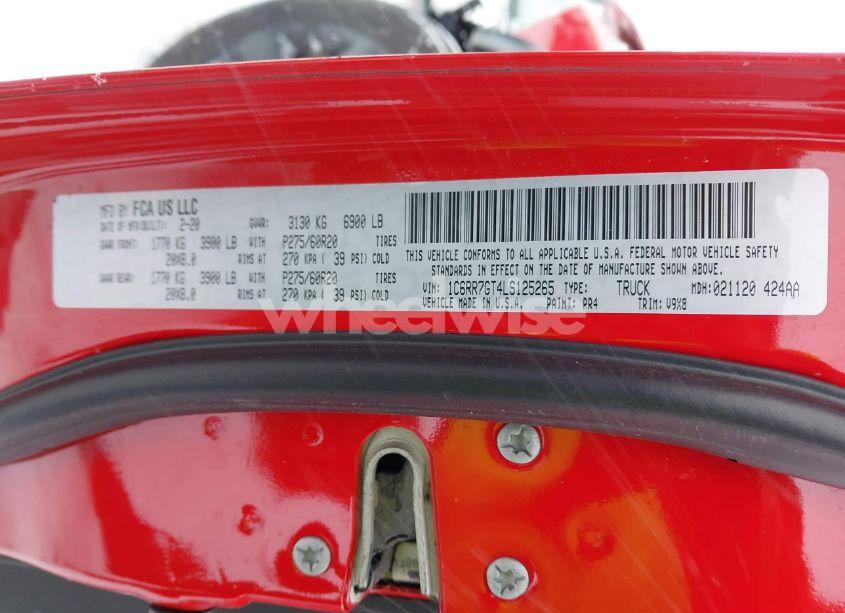 MFD BY FCA US LLC
DATE OF MFR(BUILT): 2-20 GVWR: 3130 KG 6900 LB
GAWR FRONT: 1770 KG 3900 LB WITH P275/60R20 TIRES
20X8.0 RIMS AT 270 KPA ( 39 PSI) COLD
GAWR REAR: 1770 KG 3900 LB WITH P275/60R20 TIRES
20X8.0 RIMS AT 270 KPA ( 39 PSI) COLD
THIS VEHICLE CONFORMS TO ALL APPLICABLE U.S.A. FEDERAL MOTOR VEHICLE SAFETY
STANDARDS IN EFFECT ON THE DATE OF MANUFACTURE SHOWN ABOVE.
VIN: 1C6RR7GT4LS125265 TYPE: TRUCK MDH:021120 424AA
VEHICLE MADE IN U.S.A. PAINT: PR4 TRIM: V9X8
wheelwise